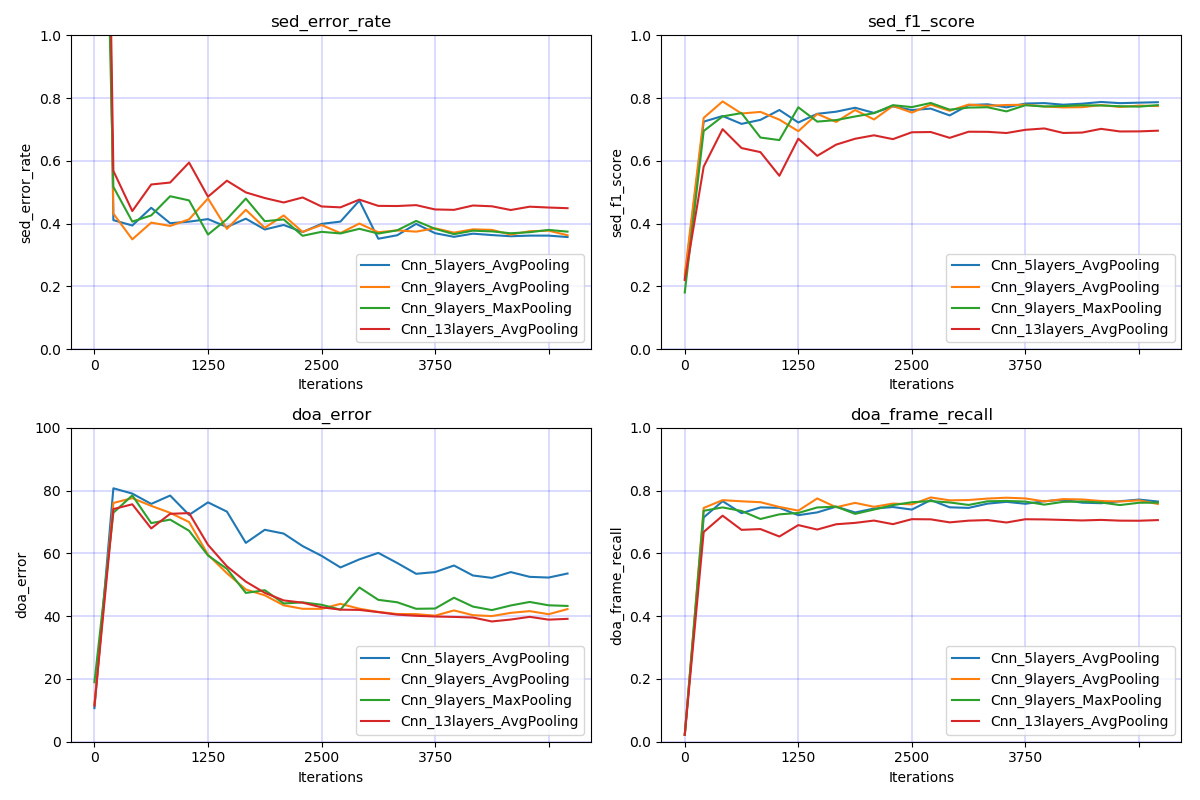 sed_error_rate
1.0
0.8
0.6
0.4
0.2
0.0
sed_error_rate
0
1250
2500
3750
Iterations
Cnn_5layers_AvgPooling
Cnn_9layers_AvgPooling
Cnn_9layers_MaxPooling
Cnn_13layers_AvgPooling
sed_f1_score
1.0
0.8
0.6
0.4
0.2
0.0
sed_f1_score
0
1250
2500
3750
Iterations
Cnn_5layers_AvgPooling
Cnn_9layers_AvgPooling
Cnn_9layers_MaxPooling
Cnn_13layers_AvgPooling
doa_error
100
80
60
40
20
0
doa_error
0
1250
2500
3750
Iterations
Cnn_5layers_AvgPooling
Cnn_9layers_AvgPooling
Cnn_9layers_MaxPooling
Cnn_13layers_AvgPooling
doa_frame_recall
1.0
0.8
0.6
0.4
0.2
0.0
doa_frame_recall
0
1250
2500
3750
Iterations
Cnn_5layers_AvgPooling
Cnn_9layers_AvgPooling
Cnn_9layers_MaxPooling
Cnn_13layers_AvgPooling